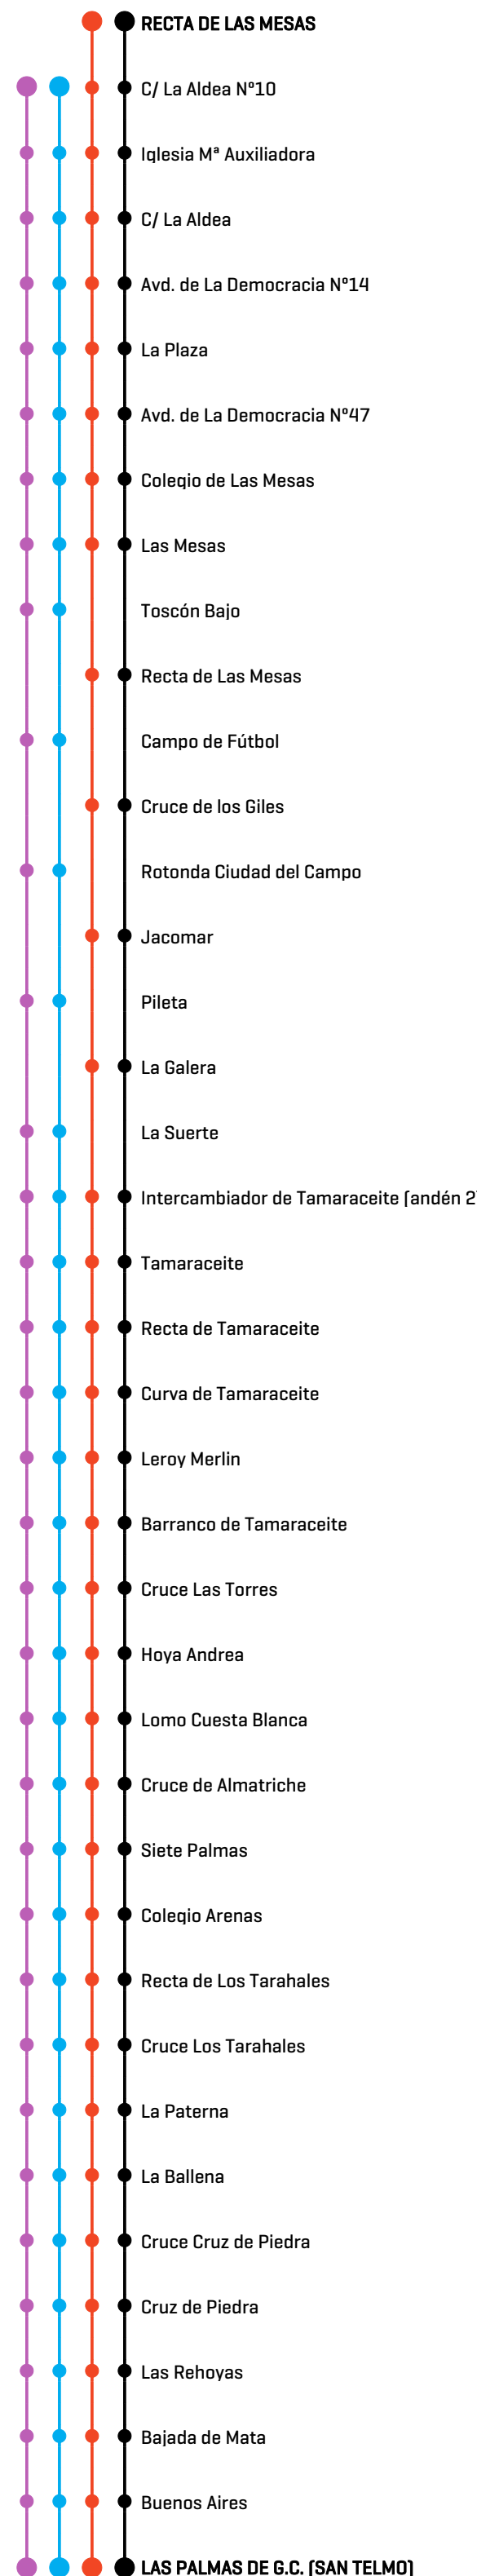 RECTA DE LAS MESAS
C/ La Aldea Nº10
Iglesia Mª Auxiliadora
C/ La Aldea
Avd. de La Democracia Nº14
La Plaza
Avd. de La Democracia Nº47
Colegio de Las Mesas
Las Mesas
Toscón Bajo
Recta de Las Mesas
Campo de Fútbol
Cruce de los Giles
Rotonda Ciudad del Campo
Jacomar
Pileta
La Galera
La Suerte
Intercambiador de Tamaraceite (andén 2)
Tamaraceite
Recta de Tamaraceite
Curva de Tamaraceite
Leroy Merlin
Barranco de Tamaraceite
Cruce Las Torres
Hoya Andrea
Lomo Cuesta Blanca
Cruce de Almatriche
Siete Palmas
Colegio Arenas
Recta de Los Tarahales
Cruce Los Tarahales
La Paterna
La Ballena
Cruce Cruz de Piedra
Cruz de Piedra
Las Rehoyas
Bajada de Mata
Buenos Aires
LAS PALMAS DE G.C. (SAN TELMO)